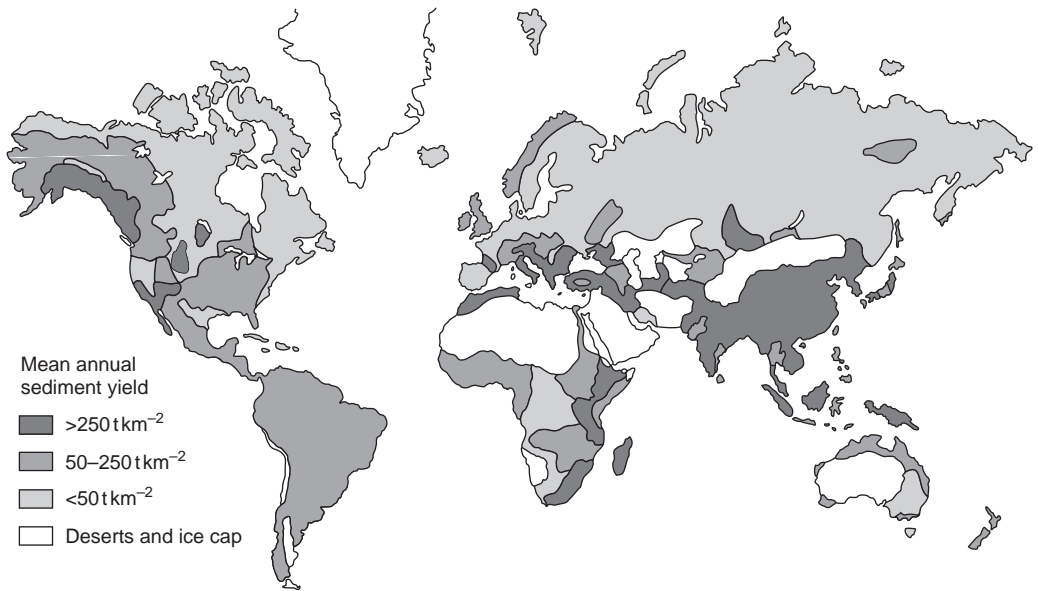 Mean annual
sediment yield
>250 t km⁻²
50–250 t km⁻²
<50 t km⁻²
Deserts and ice cap